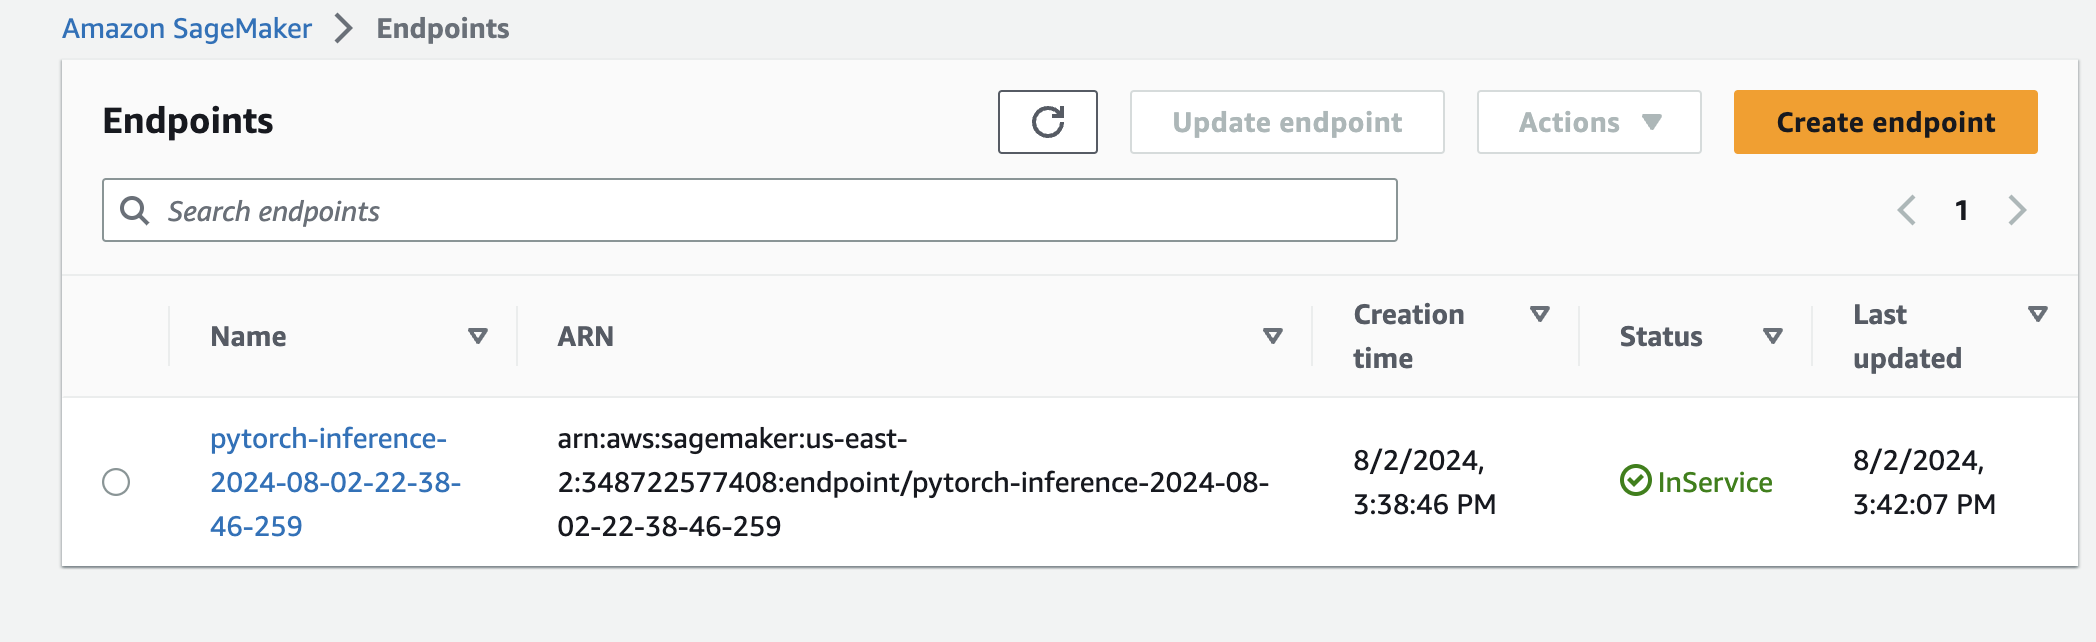 Amazon SageMaker > Endpoints
Endpoints
Update endpoint
Actions
Create endpoint
Search endpoints
1
Name
ARN
Creation time
Status
Last updated
pytorch-inference-
2024-08-02-22-38-
46-259
arn:aws:sagemaker:us-east-
2:348722577408:endpoint/pytorch-inference-2024-08-
02-22-38-46-259
8/2/2024,
3:38:46 PM
InService
8/2/2024,
3:42:07 PM